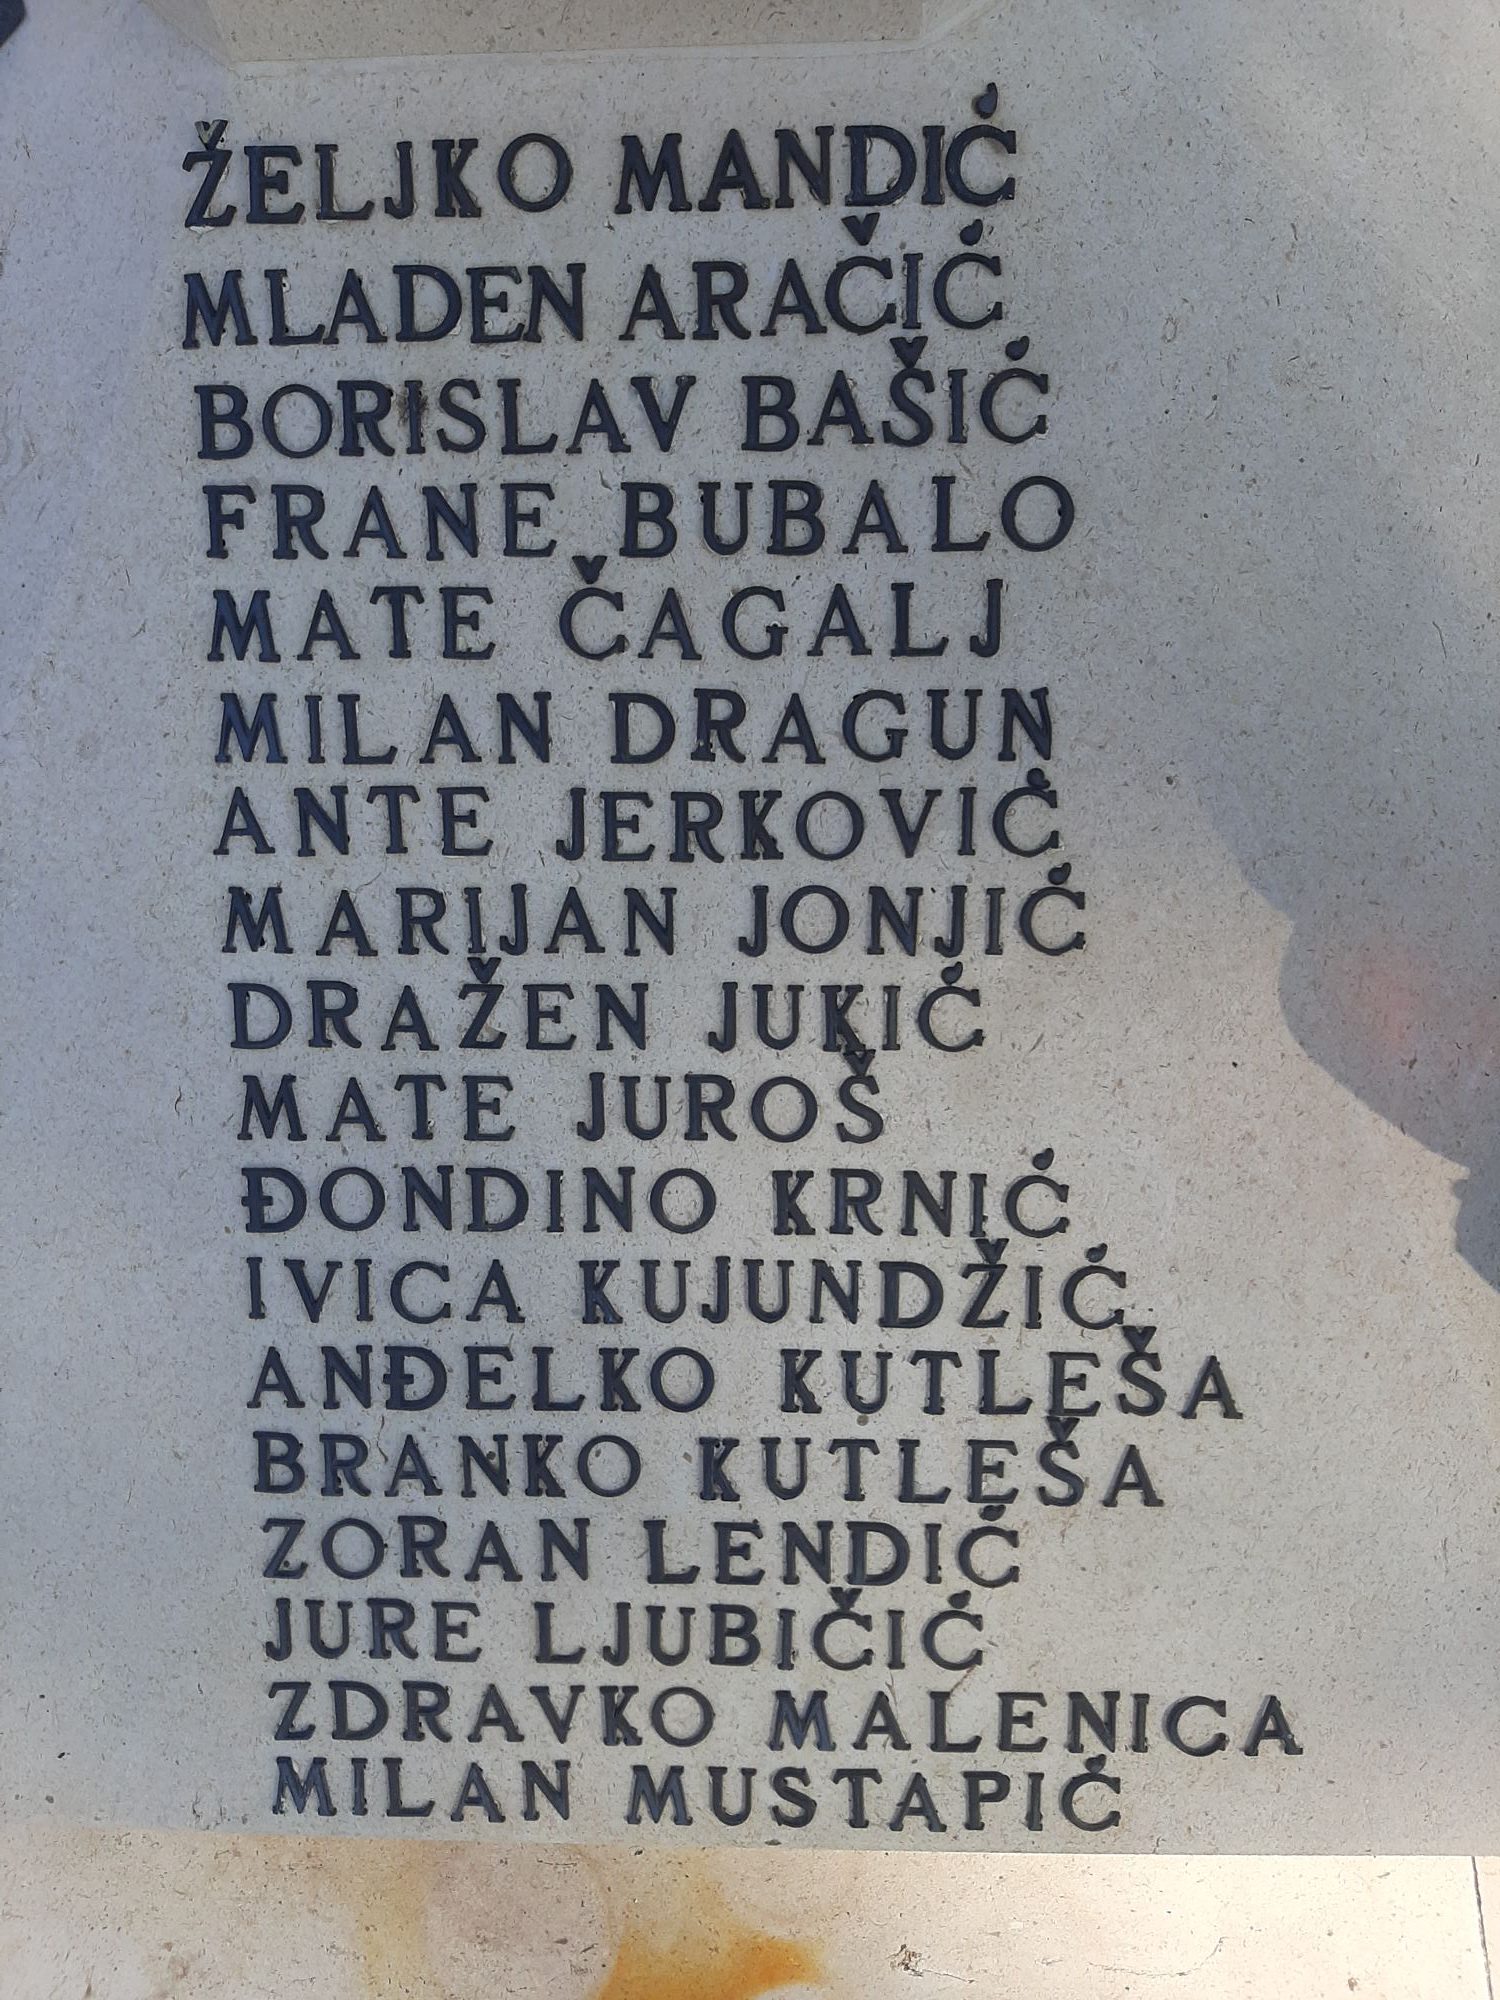 ŽELJKO MANDIĆ
MLADEN ARAČIĆ
BORISLAV BAŠIĆ
FRANE BUBALO
MATE ČAGALJ
MILAN DRAGUN
ANTE JERKOVIĆ
MARIJAN JONJIĆ
DRAŽEN JUKIĆ
MATE JUROŠ
ĐONDINO KRNIĆ
IVICA KUJUNDŽIĆ
ANĐELKO KUTLEŠA
BRANKO KUTLEŠA
ZORAN LENDIĆ
JURE LJUBIČIĆ
ZDRAVKO MALENICA
MILAN MUSTAPIĆ